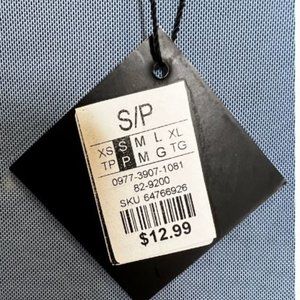 S/P
XS S M L XL
TP P M G TG
0977-3907-1081
82-9200
SKU 64766926
$12.99